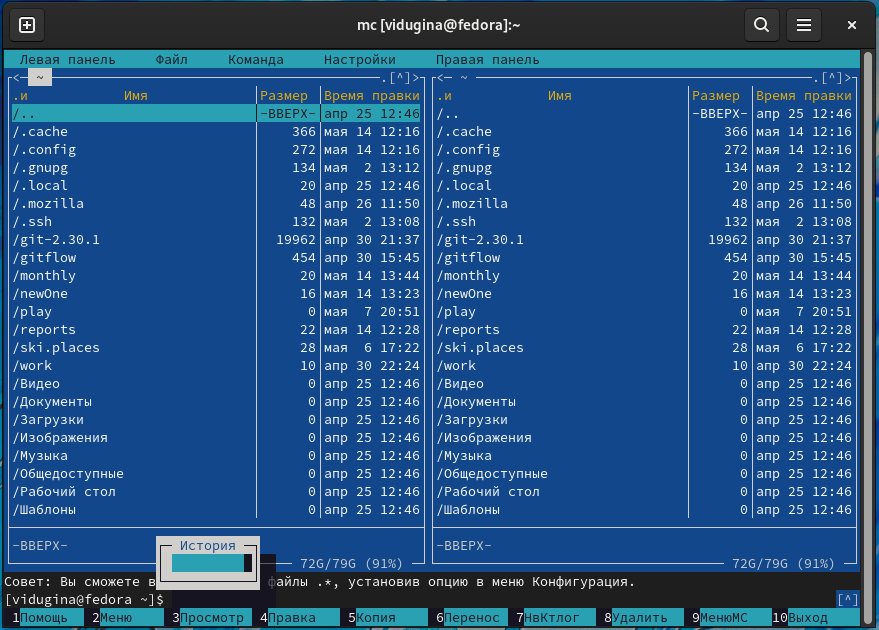 mc [vidugina@fedora]:~
Левая панель Файл Команда Настройки Правая панель
<— ~ .[^]> <— ~ .[^]>
.и Имя Размер Время правки .и Имя Размер Время правки
/.. -ВВЕРХ- апр 25 12:46 /.. -ВВЕРХ- апр 25 12:46
/.cache 366 мая 14 12:16 /.cache 366 мая 14 12:16
/.config 272 мая 14 12:16 /.config 272 мая 14 12:16
/.gnupg 134 мая 2 13:12 /.gnupg 134 мая 2 13:12
/.local 20 апр 25 12:46 /.local 20 апр 25 12:46
/.mozilla 48 апр 26 11:50 /.mozilla 48 апр 26 11:50
/.ssh 132 мая 2 13:08 /.ssh 132 мая 2 13:08
/git-2.30.1 19962 апр 30 21:37 /git-2.30.1 19962 апр 30 21:37
/gitflow 454 апр 30 15:45 /gitflow 454 апр 30 15:45
/monthly 20 мая 14 13:44 /monthly 20 мая 14 13:44
/newOne 16 мая 14 13:23 /newOne 16 мая 14 13:23
/play 0 мая 7 20:51 /play 0 мая 7 20:51
/reports 22 мая 14 12:28 /reports 22 мая 14 12:28
/ski.places 28 мая 6 17:22 /ski.places 28 мая 6 17:22
/work 10 апр 30 22:24 /work 10 апр 30 22:24
/Видео 0 апр 25 12:46 /Видео 0 апр 25 12:46
/Документы 0 апр 25 12:46 /Документы 0 апр 25 12:46
/Загрузки 0 апр 25 12:46 /Загрузки 0 апр 25 12:46
/Изображения 0 апр 25 12:46 /Изображения 0 апр 25 12:46
/Музыка 0 апр 25 12:46 /Музыка 0 апр 25 12:46
/Общедоступные 0 апр 25 12:46 /Общедоступные 0 апр 25 12:46
/Рабочий стол 0 апр 25 12:46 /Рабочий стол 0 апр 25 12:46
/Шаблоны 0 апр 25 12:46 /Шаблоны 0 апр 25 12:46
-ВВЕРХ- История -ВВЕРХ-
72G/79G (91%) 72G/79G (91%)
Совет: Вы сможете в файлы .*, установив опцию в меню Конфигурация.
[vidugina@fedora ~]$ [^]
1Помощь 2Меню 3Просмотр 4Правка 5Копия 6Перенос 7НвКтлог 8Удалить 9МенюMC 10Выход